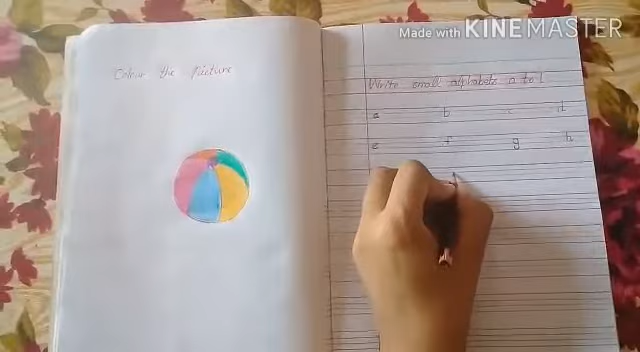 Made with KINEMASTER
Colour the Picture
Write small alphabets a to l
a b c d
e f g h